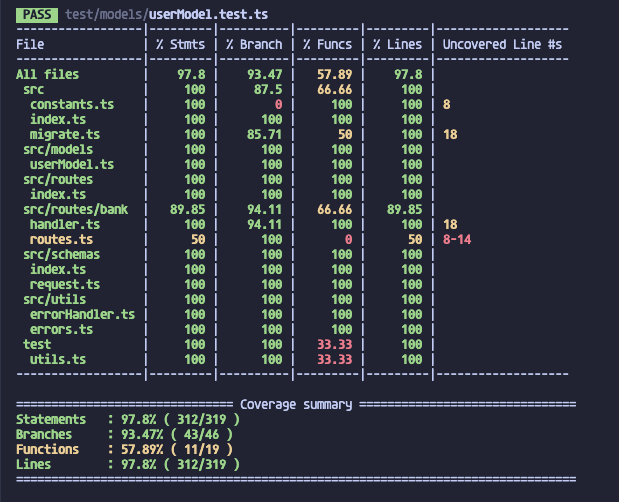 PASS test/models/userModel.test.ts
-------------------|---------|----------|---------|---------|-------------------
File | % Stmts | % Branch | % Funcs | % Lines | Uncovered Line #s
-------------------|---------|----------|---------|---------|-------------------
All files | 97.8 | 93.47 | 57.89 | 97.8 |
src | 100 | 87.5 | 66.66 | 100 |
constants.ts | 100 | 0 | 100 | 100 | 8
index.ts | 100 | 100 | 100 | 100 |
migrate.ts | 100 | 85.71 | 50 | 100 | 18
src/models | 100 | 100 | 100 | 100 |
userModel.ts | 100 | 100 | 100 | 100 |
src/routes | 100 | 100 | 100 | 100 |
index.ts | 100 | 100 | 100 | 100 |
src/routes/bank | 89.85 | 94.11 | 66.66 | 89.85 |
handler.ts | 100 | 94.11 | 100 | 100 | 18
routes.ts | 50 | 100 | 0 | 50 | 8-14
src/schemas | 100 | 100 | 100 | 100 |
index.ts | 100 | 100 | 100 | 100 |
request.ts | 100 | 100 | 100 | 100 |
src/utils | 100 | 100 | 100 | 100 |
errorHandler.ts | 100 | 100 | 100 | 100 |
errors.ts | 100 | 100 | 100 | 100 |
test | 100 | 100 | 33.33 | 100 |
utils.ts | 100 | 100 | 33.33 | 100 |
-------------------|---------|----------|---------|---------|-------------------
=============================== Coverage summary ===============================
Statements : 97.8% ( 312/319 )
Branches : 93.47% ( 43/46 )
Functions : 57.89% ( 11/19 )
Lines : 97.8% ( 312/319 )
================================================================================